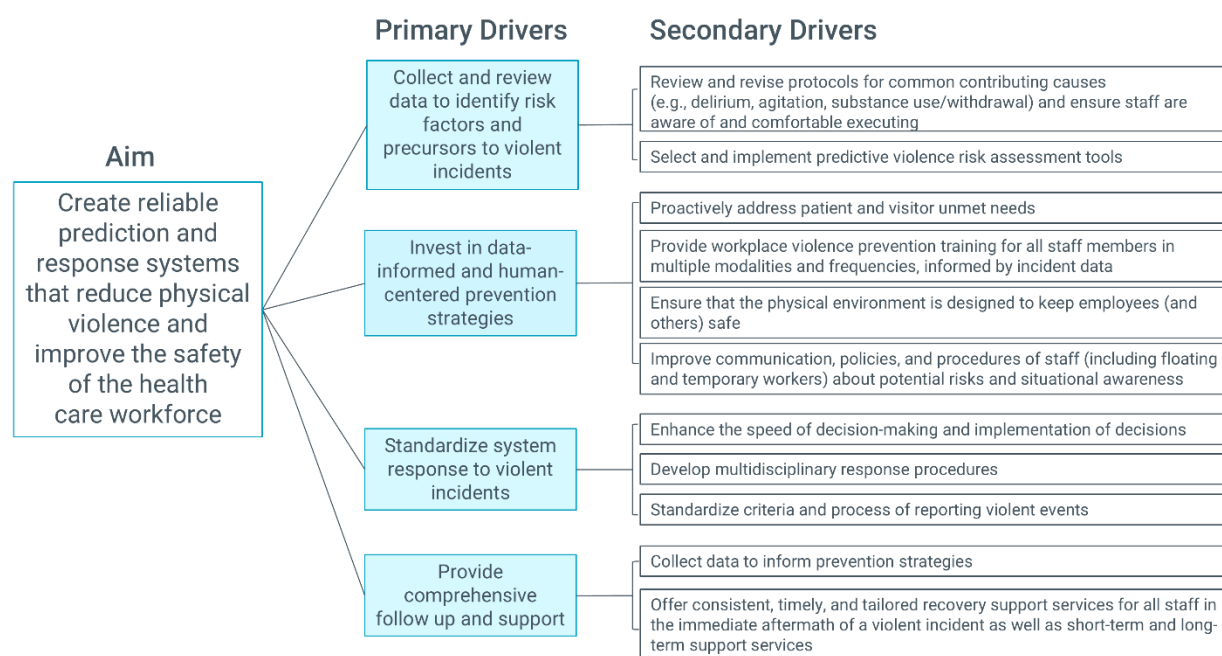 Primary Drivers
Secondary Drivers
Aim
Create reliable
prediction and
response systems
that reduce physical
violence and
improve the safety
of the health
care workforce
Collect and review
data to identify risk
factors and
precursors to violent
incidents
Review and revise protocols for common contributing causes
(e.g., delirium, agitation, substance use/withdrawal) and ensure staff are
aware of and comfortable executing
Select and implement predictive violence risk assessment tools
Invest in data-
informed and human-
centered prevention
strategies
Proactively address patient and visitor unmet needs
Provide workplace violence prevention training for all staff members in
multiple modalities and frequencies, informed by incident data
Ensure that the physical environment is designed to keep employees (and
others) safe
Improve communication, policies, and procedures of staff (including floating
and temporary workers) about potential risks and situational awareness
Standardize system
response to violent
incidents
Enhance the speed of decision-making and implementation of decisions
Develop multidisciplinary response procedures
Standardize criteria and process of reporting violent events
Provide
comprehensive
follow up and support
Collect data to inform prevention strategies
Offer consistent, timely, and tailored recovery support services for all staff in
the immediate aftermath of a violent incident as well as short-term and long-
term support services